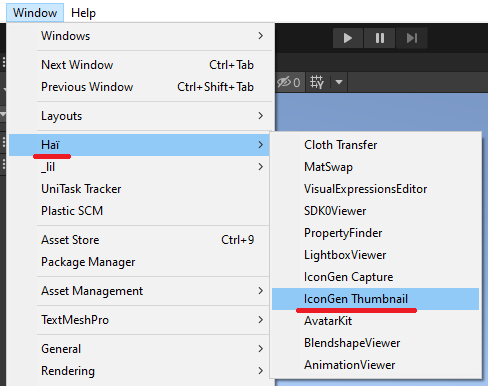 Window Help
Windows
Next Window Ctrl+Tab
Previous Window Ctrl+Shift+Tab
Layouts
Haï
_lil
UniTask Tracker
Plastic SCM
Asset Store Ctrl+9
Package Manager
Asset Management
TextMeshPro
General
Rendering
0
Cloth Transfer
MatSwap
VisualExpressionsEditor
SDK0Viewer
PropertyFinder
LightboxViewer
IconGen Capture
IconGen Thumbnail
AvatarKit
BlendshapeViewer
AnimationViewer